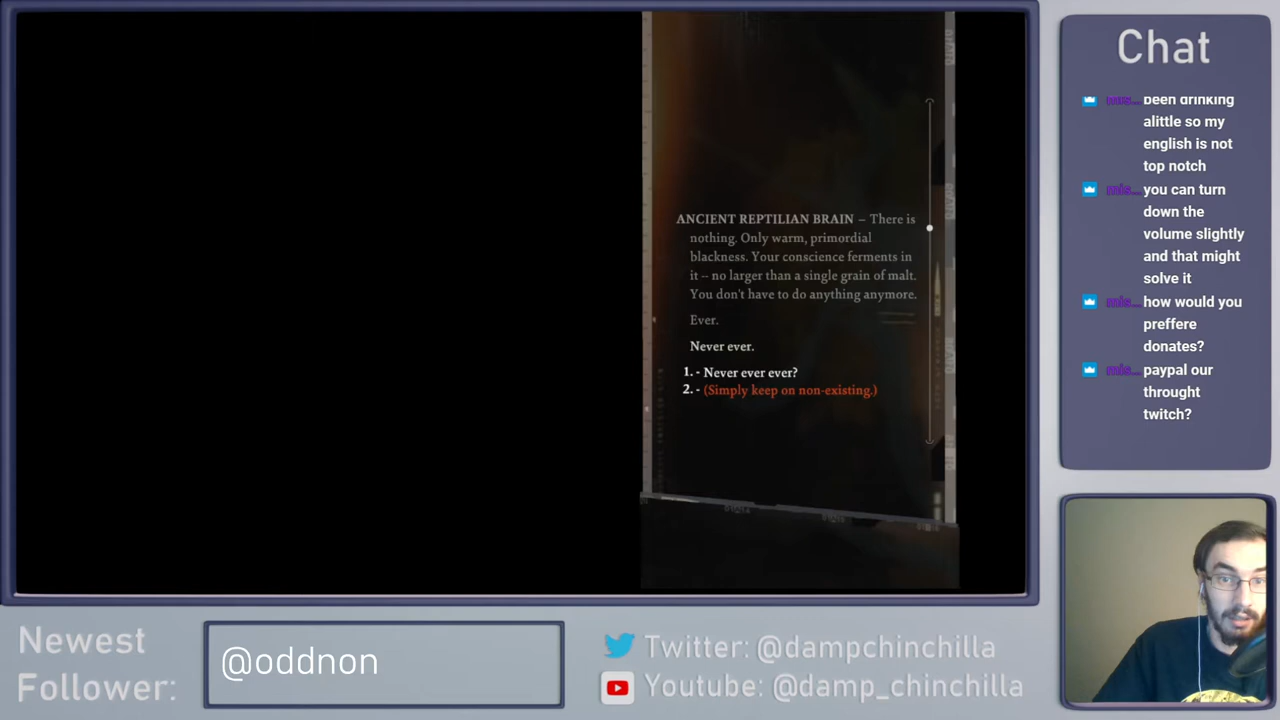 Chat
been drinking
alittle so my
english is not
top notch
mis... you can turn
down the
volume slightly
and that might
solve it
mis... how would you
preffere
donates?
mis... paypal our
throught
twitch?
ANCIENT REPTILIAN BRAIN – There is
nothing. Only warm, primordial
blackness. Your conscience ferments in
it -- no larger than a single grain of malt.
You don't have to do anything anymore.
Ever.
Never ever.
1. - Never ever ever?
2. - (Simply keep on non-existing.)
Newest
Follower:
@oddnon
Twitter: @dampchinchilla
Youtube: @damp_chinchilla